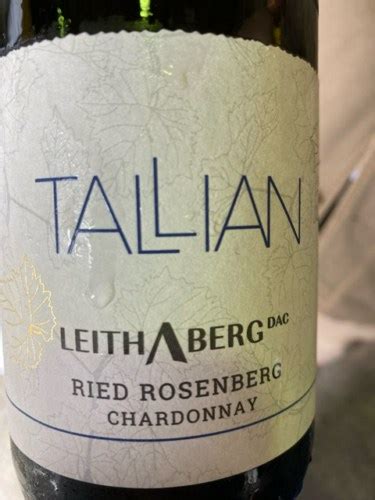 TALLIAN
LEITHABERG DAC
RIED ROSENBERG
CHARDONNAY